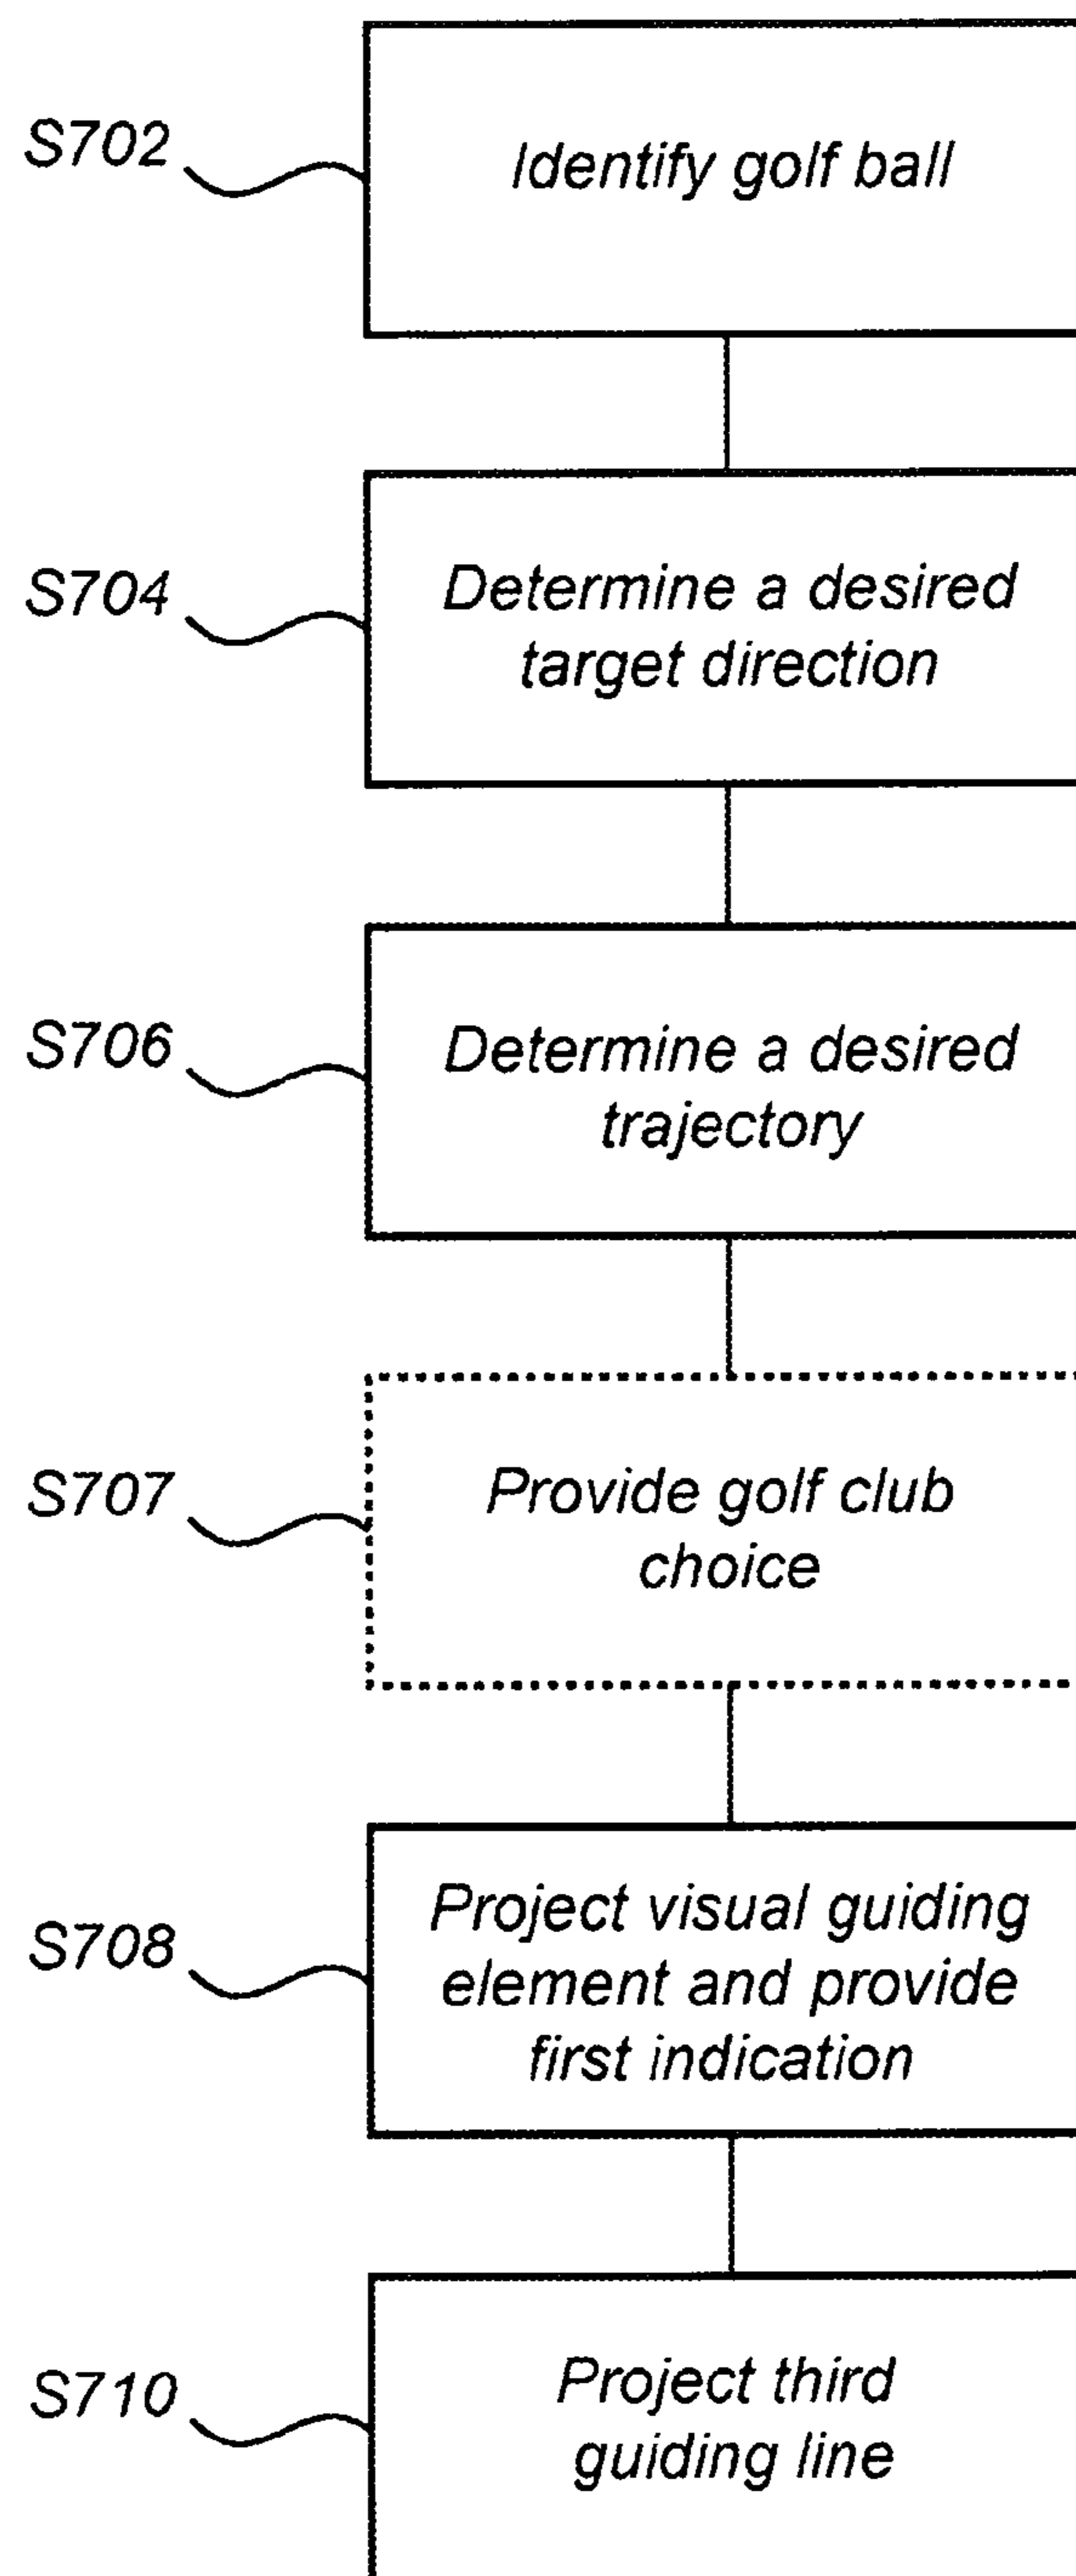 S702
Identify golf ball
S704
Determine a desired
target direction
S706
Determine a desired
trajectory
S707
Provide golf club
choice
S708
Project visual guiding
element and provide
first indication
S710
Project third
guiding line